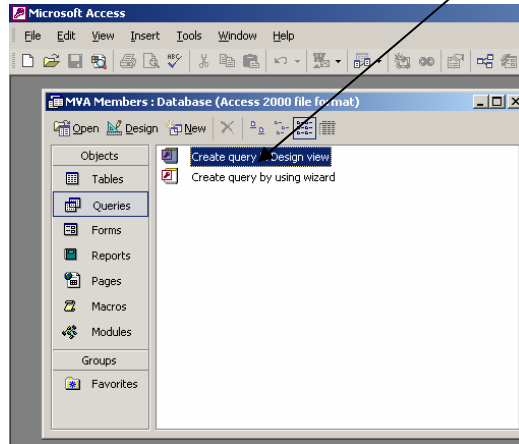 Microsoft Access
File Edit View Insert Tools Window Help
MVA Members : Database (Access 2000 file format)
Open Design New
Objects
Create query Design view
Tables
Create query by using wizard
Queries
Forms
Reports
Pages
Macros
Modules
Groups
Favorites